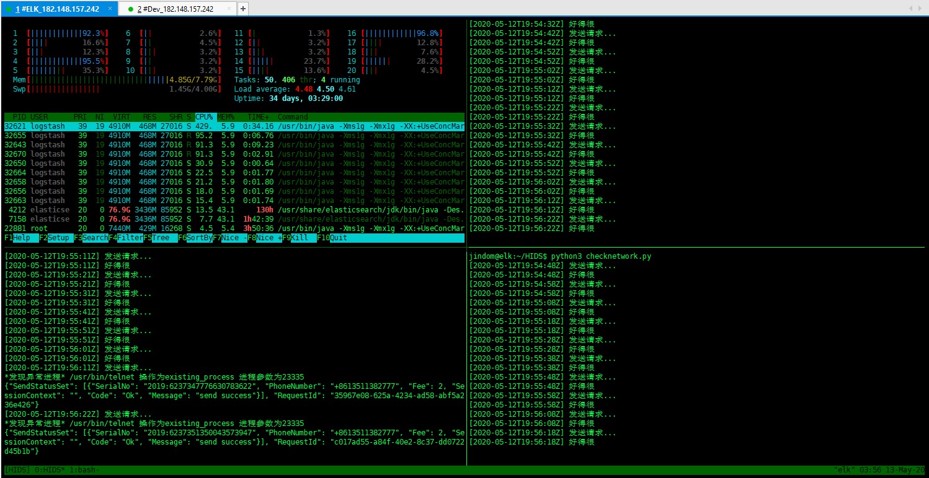 1 #ELK_182.148.157.242 × 2 #Dev_182.148.157.242 × +
1 [ 92.3%] 6 [ 2.6%] 11 [ 1.3%] 16 [ 96.8%]
2 [ 16.6%] 7 [ 4.5%] 12 [ 3.2%] 17 [ 12.8%]
3 [ 12.3%] 8 [ 3.2%] 13 [ 3.2%] 18 [ 7.6%]
4 [ 95.5%] 9 [ 3.2%] 14 [ 23.7%] 19 [ 28.2%]
5 [ 35.3%] 10 [ 3.2%] 15 [ 13.6%] 20 [ 4.5%]
Mem[ 4.85G/7.79G] Tasks: 50, 406 thr; 4 running
Swp[ 1.45G/4.00G] Load average: 4.48 4.50 4.61
Uptime: 34 days, 03:29:00
PID USER PRI NI VIRT RES SHR S CPU% MEM% TIME+ Command
32621 logstash 39 19 4910M 468M 27016 S 429. 5.9 0:34.16 /usr/bin/java -Xms1g -Xmx1g -XX:+UseConcMar
32655 logstash 39 19 4910M 468M 27016 R 95.2 5.9 0:06.76 /usr/bin/java -Xms1g -Xmx1g -XX:+UseConcMar
32643 logstash 39 19 4910M 468M 27016 R 91.3 5.9 0:09.23 /usr/bin/java -Xms1g -Xmx1g -XX:+UseConcMar
32670 logstash 39 19 4910M 468M 27016 R 91.3 5.9 0:02.91 /usr/bin/java -Xms1g -Xmx1g -XX:+UseConcMar
32650 logstash 39 19 4910M 468M 27016 S 30.9 5.9 0:00.64 /usr/bin/java -Xms1g -Xmx1g -XX:+UseConcMar
32664 logstash 39 19 4910M 468M 27016 S 22.5 5.9 0:01.77 /usr/bin/java -Xms1g -Xmx1g -XX:+UseConcMar
32658 logstash 39 19 4910M 468M 27016 S 21.2 5.9 0:01.80 /usr/bin/java -Xms1g -Xmx1g -XX:+UseConcMar
32656 logstash 39 19 4910M 468M 27016 S 18.0 5.9 0:01.69 /usr/bin/java -Xms1g -Xmx1g -XX:+UseConcMar
32663 logstash 39 19 4910M 468M 27016 S 15.4 5.9 0:01.74 /usr/bin/java -Xms1g -Xmx1g -XX:+UseConcMar
4212 elasticse 20 0 76.9G 3436M 85952 S 13.5 43.1 130h /usr/share/elasticsearch/jdk/bin/java -Des.
7158 elasticse 20 0 76.9G 3436M 85952 S 7.7 43.1 1h42:39 /usr/share/elasticsearch/jdk/bin/java -Des.
22881 root 20 0 7440M 429M 16268 S 4.5 5.4 3h50:36 /usr/bin/java -Xms1g -Xmx1g -XX:+UseConcMar
F1Help F2Setup F3SearchF4FilterF5Tree F6SortByF7Nice -F8Nice +F9Kill F10Quit
[2020-05-12T19:54:32Z] 好得很
[2020-05-12T19:54:42Z] 发送请求...
[2020-05-12T19:54:42Z] 好得很
[2020-05-12T19:54:52Z] 发送请求...
[2020-05-12T19:54:52Z] 好得很
[2020-05-12T19:55:02Z] 发送请求...
[2020-05-12T19:55:02Z] 好得很
[2020-05-12T19:55:12Z] 发送请求...
[2020-05-12T19:55:12Z] 好得很
[2020-05-12T19:55:22Z] 发送请求...
[2020-05-12T19:55:22Z] 好得很
[2020-05-12T19:55:32Z] 发送请求...
[2020-05-12T19:55:32Z] 好得很
[2020-05-12T19:55:42Z] 发送请求...
[2020-05-12T19:55:42Z] 好得很
[2020-05-12T19:55:52Z] 发送请求...
[2020-05-12T19:55:52Z] 好得很
[2020-05-12T19:56:02Z] 发送请求...
[2020-05-12T19:56:02Z] 好得很
[2020-05-12T19:56:12Z] 发送请求...
[2020-05-12T19:56:12Z] 好得很
[2020-05-12T19:56:22Z] 发送请求...
[2020-05-12T19:56:22Z] 好得很
[2020-05-12T19:55:11Z] 发送请求...
[2020-05-12T19:55:11Z] 好得很
[2020-05-12T19:55:21Z] 发送请求...
[2020-05-12T19:55:21Z] 好得很
[2020-05-12T19:55:31Z] 发送请求...
[2020-05-12T19:55:31Z] 好得很
[2020-05-12T19:55:41Z] 发送请求...
[2020-05-12T19:55:41Z] 好得很
[2020-05-12T19:55:51Z] 发送请求...
[2020-05-12T19:55:51Z] 好得很
[2020-05-12T19:56:01Z] 发送请求...
[2020-05-12T19:56:01Z] 好得很
[2020-05-12T19:56:11Z] 发送请求...
*发现异常进程* /usr/bin/telnet 操作为existing_process 进程参数为23335
{"SendStatusSet": [{"SerialNo": "2019:6237347776630783622", "PhoneNumber": "+8613511382777", "Fee": 2, "Se
ssionContext": "", "Code": "Ok", "Message": "send success"}], "RequestId": "35967e08-625a-4234-ad58-abf5a2
36e426"}
[2020-05-12T19:56:22Z] 发送请求...
*发现异常进程* /usr/bin/telnet 操作为existing_process 进程参数为23335
{"SendStatusSet": [{"SerialNo": "2019:6237351350043573947", "PhoneNumber": "+8613511382777", "Fee": 2, "Se
ssionContext": "", "Code": "Ok", "Message": "send success"}], "RequestId": "c017ad55-a84f-40e2-8c37-dd0722
d45b1b"}
jindom@elk:~/HIDS$ python3 checknetwork.py
[2020-05-12T19:54:48Z] 发送请求...
[2020-05-12T19:54:48Z] 好得很
[2020-05-12T19:54:58Z] 发送请求...
[2020-05-12T19:54:58Z] 好得很
[2020-05-12T19:55:08Z] 发送请求...
[2020-05-12T19:55:08Z] 好得很
[2020-05-12T19:55:18Z] 发送请求...
[2020-05-12T19:55:18Z] 好得很
[2020-05-12T19:55:28Z] 发送请求...
[2020-05-12T19:55:28Z] 好得很
[2020-05-12T19:55:38Z] 发送请求...
[2020-05-12T19:55:38Z] 好得很
[2020-05-12T19:55:48Z] 发送请求...
[2020-05-12T19:55:48Z] 好得很
[2020-05-12T19:55:58Z] 发送请求...
[2020-05-12T19:55:58Z] 好得很
[2020-05-12T19:56:08Z] 发送请求...
[2020-05-12T19:56:08Z] 好得很
[2020-05-12T19:56:18Z] 发送请求...
[2020-05-12T19:56:18Z] 好得很
[HIDS] 0:HIDS* 1:bash- "elk" 03:56 13-May-20